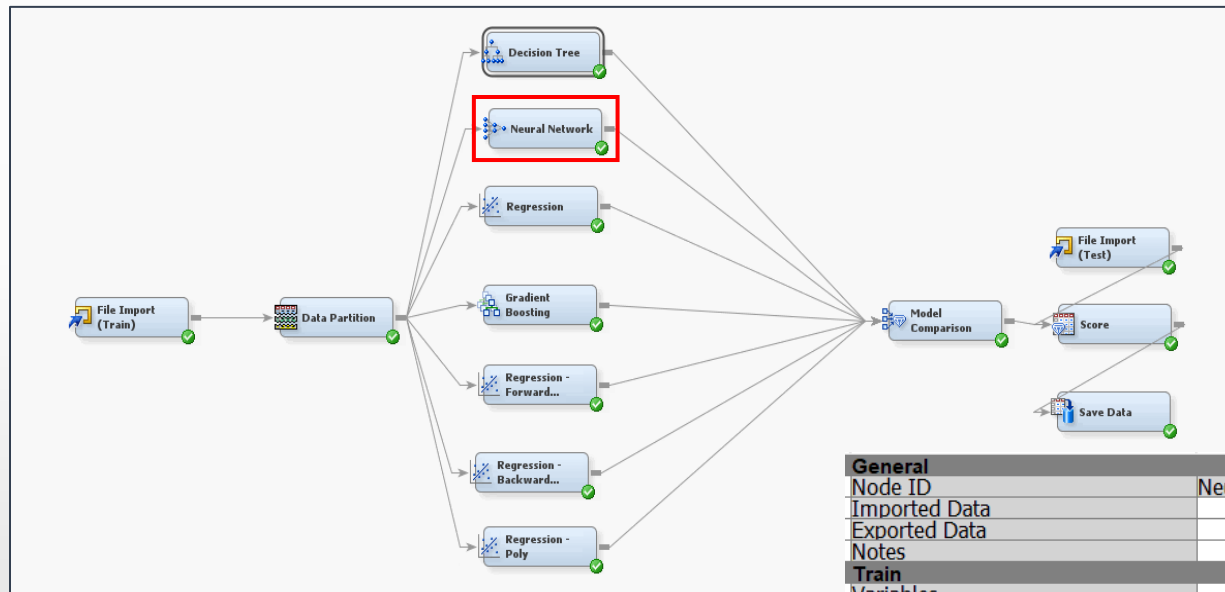 Decision Tree
Neural Network
Regression
File Import
(Test)
File Import
(Train)
Data Partition
Gradient
Boosting
Model
Comparison
Score
Regression -
Forward...
Save Data
Regression -
Backward...
Regression -
Poly
General
Node ID
Imported Data
Exported Data
Notes
Train
Variables